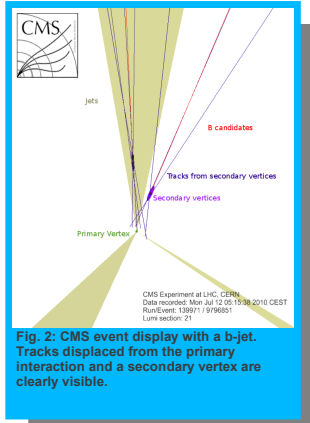 CMS
Jets
B candidates
Tracks from secondary vertices
Secondary vertices
Primary Vertex
CMS Experiment at LHC, CERN
Data recorded: Mon Jul 12 05:15:38 2010 CEST
Run/Event: 139971 / 9796851
Lumi section: 21
Fig. 2: CMS event display with a b-jet.
Tracks displaced from the primary
interaction and a secondary vertex are
clearly visible.